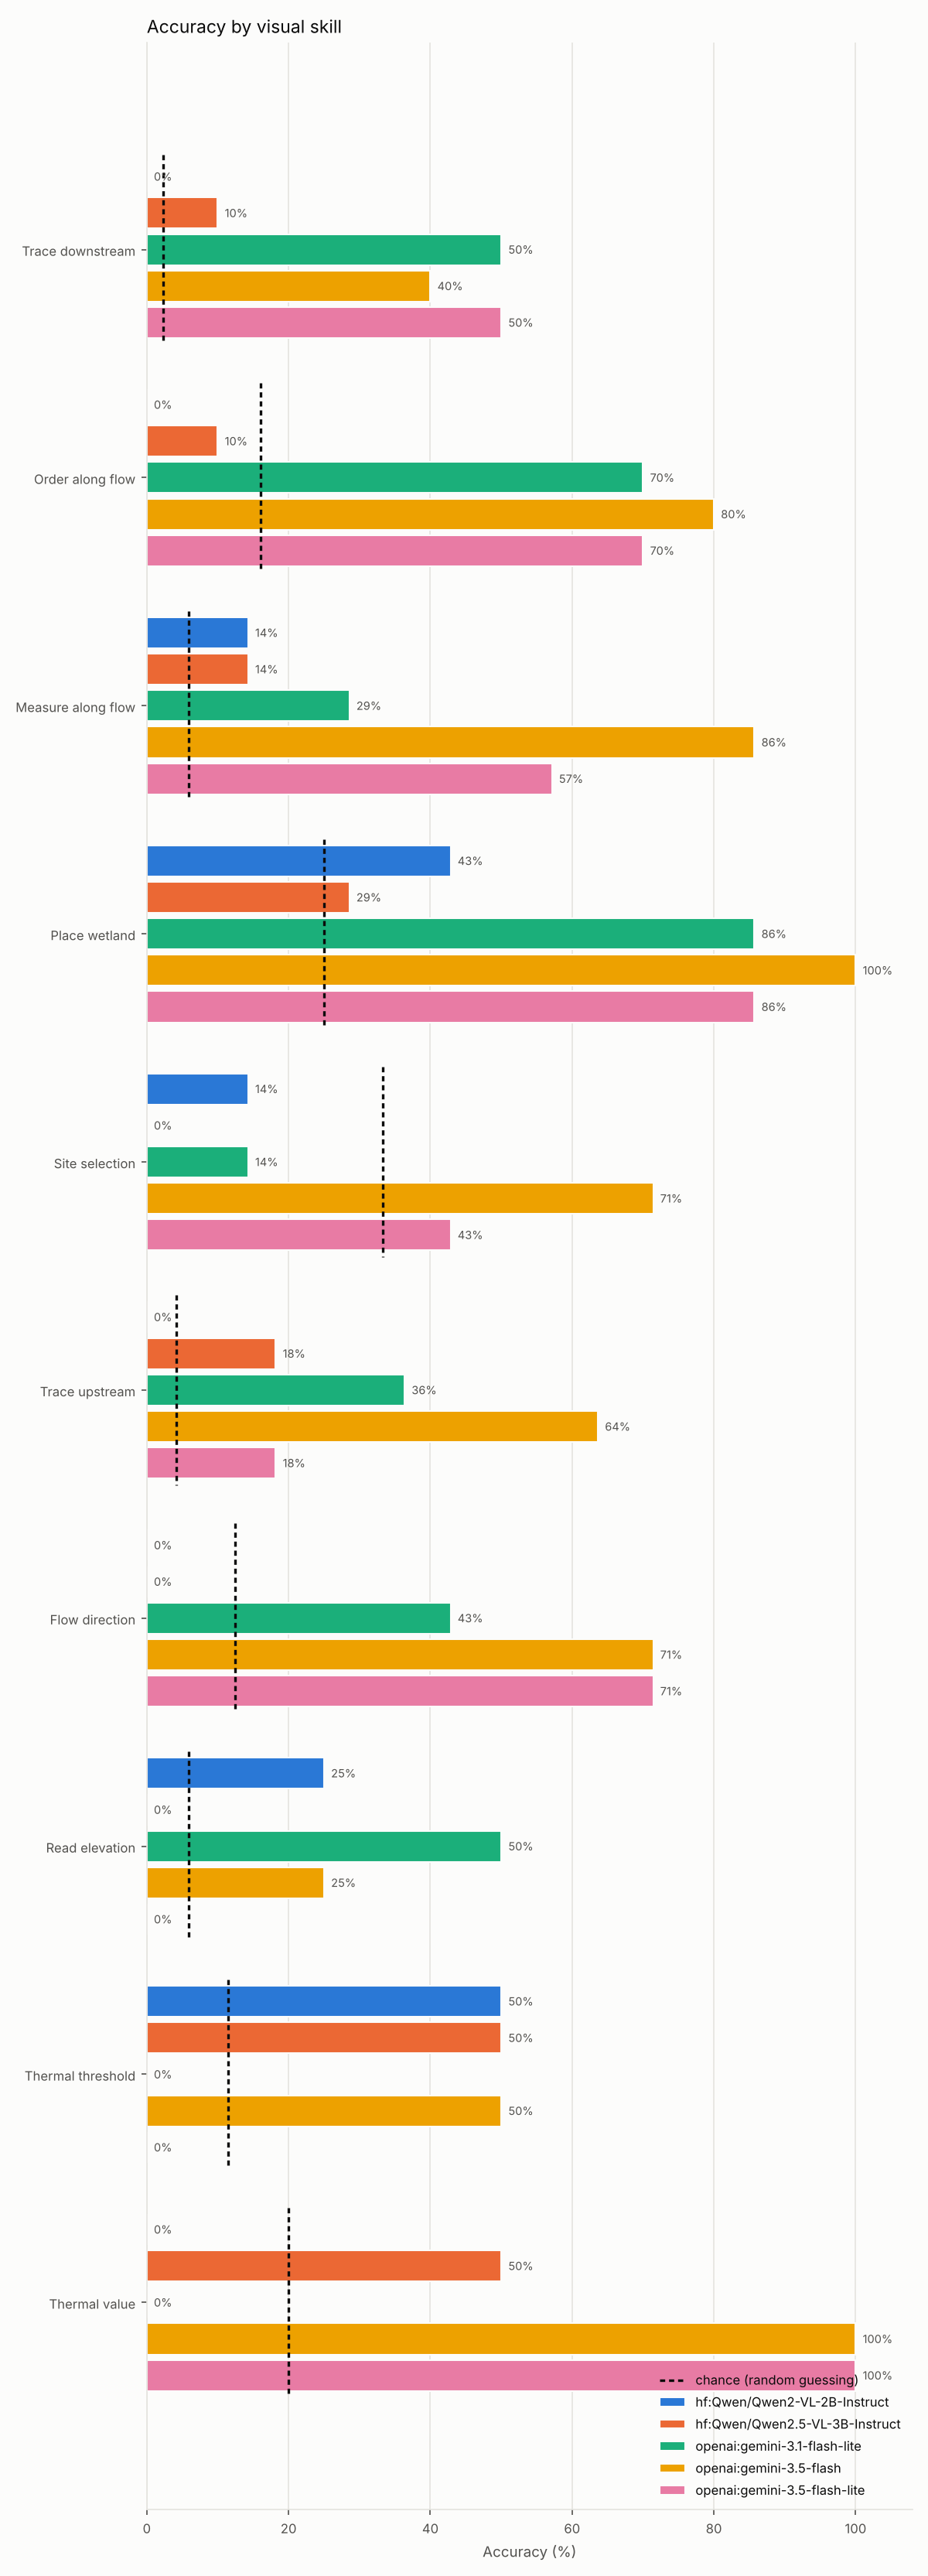 Accuracy by visual skill
0%
10%
Trace downstream
50%
40%
50%
0%
10%
Order along flow
70%
80%
70%
14%
14%
Measure along flow
29%
86%
57%
43%
29%
Place wetland
86%
100%
86%
14%
0%
Site selection
14%
71%
43%
0%
18%
Trace upstream
36%
64%
18%
0%
0%
Flow direction
43%
71%
71%
25%
0%
Read elevation
50%
25%
0%
50%
50%
Thermal threshold
0%
50%
0%
0%
50%
Thermal value
0%
100%
100%
chance (random guessing)
hf:Qwen/Qwen2-VL-2B-Instruct
hf:Qwen/Qwen2.5-VL-3B-Instruct
openai:gemini-3.1-flash-lite
openai:gemini-3.5-flash
openai:gemini-3.5-flash-lite
0 20 40 60 80 100
Accuracy (%)